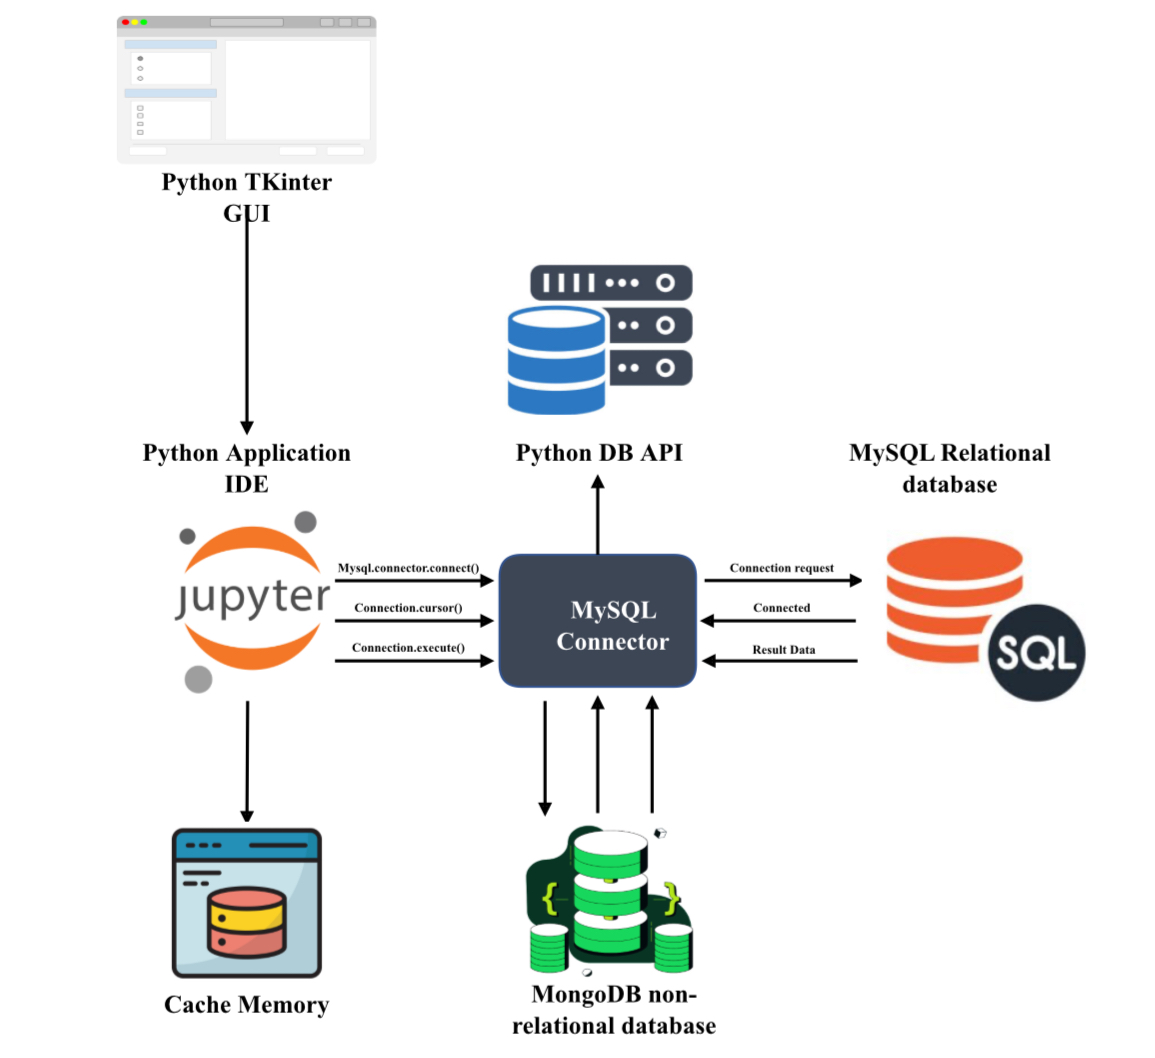 Python TKinter
GUI
Python Application
IDE
Python DB API
MySQL Relational
database
jupyter
Mysql.connector.connect()
Connection.cursor()
Connection.execute()
MySQL
Connector
Connection request
Connected
Result Data
SQL
{ }
Cache Memory
MongoDB non-
relational database